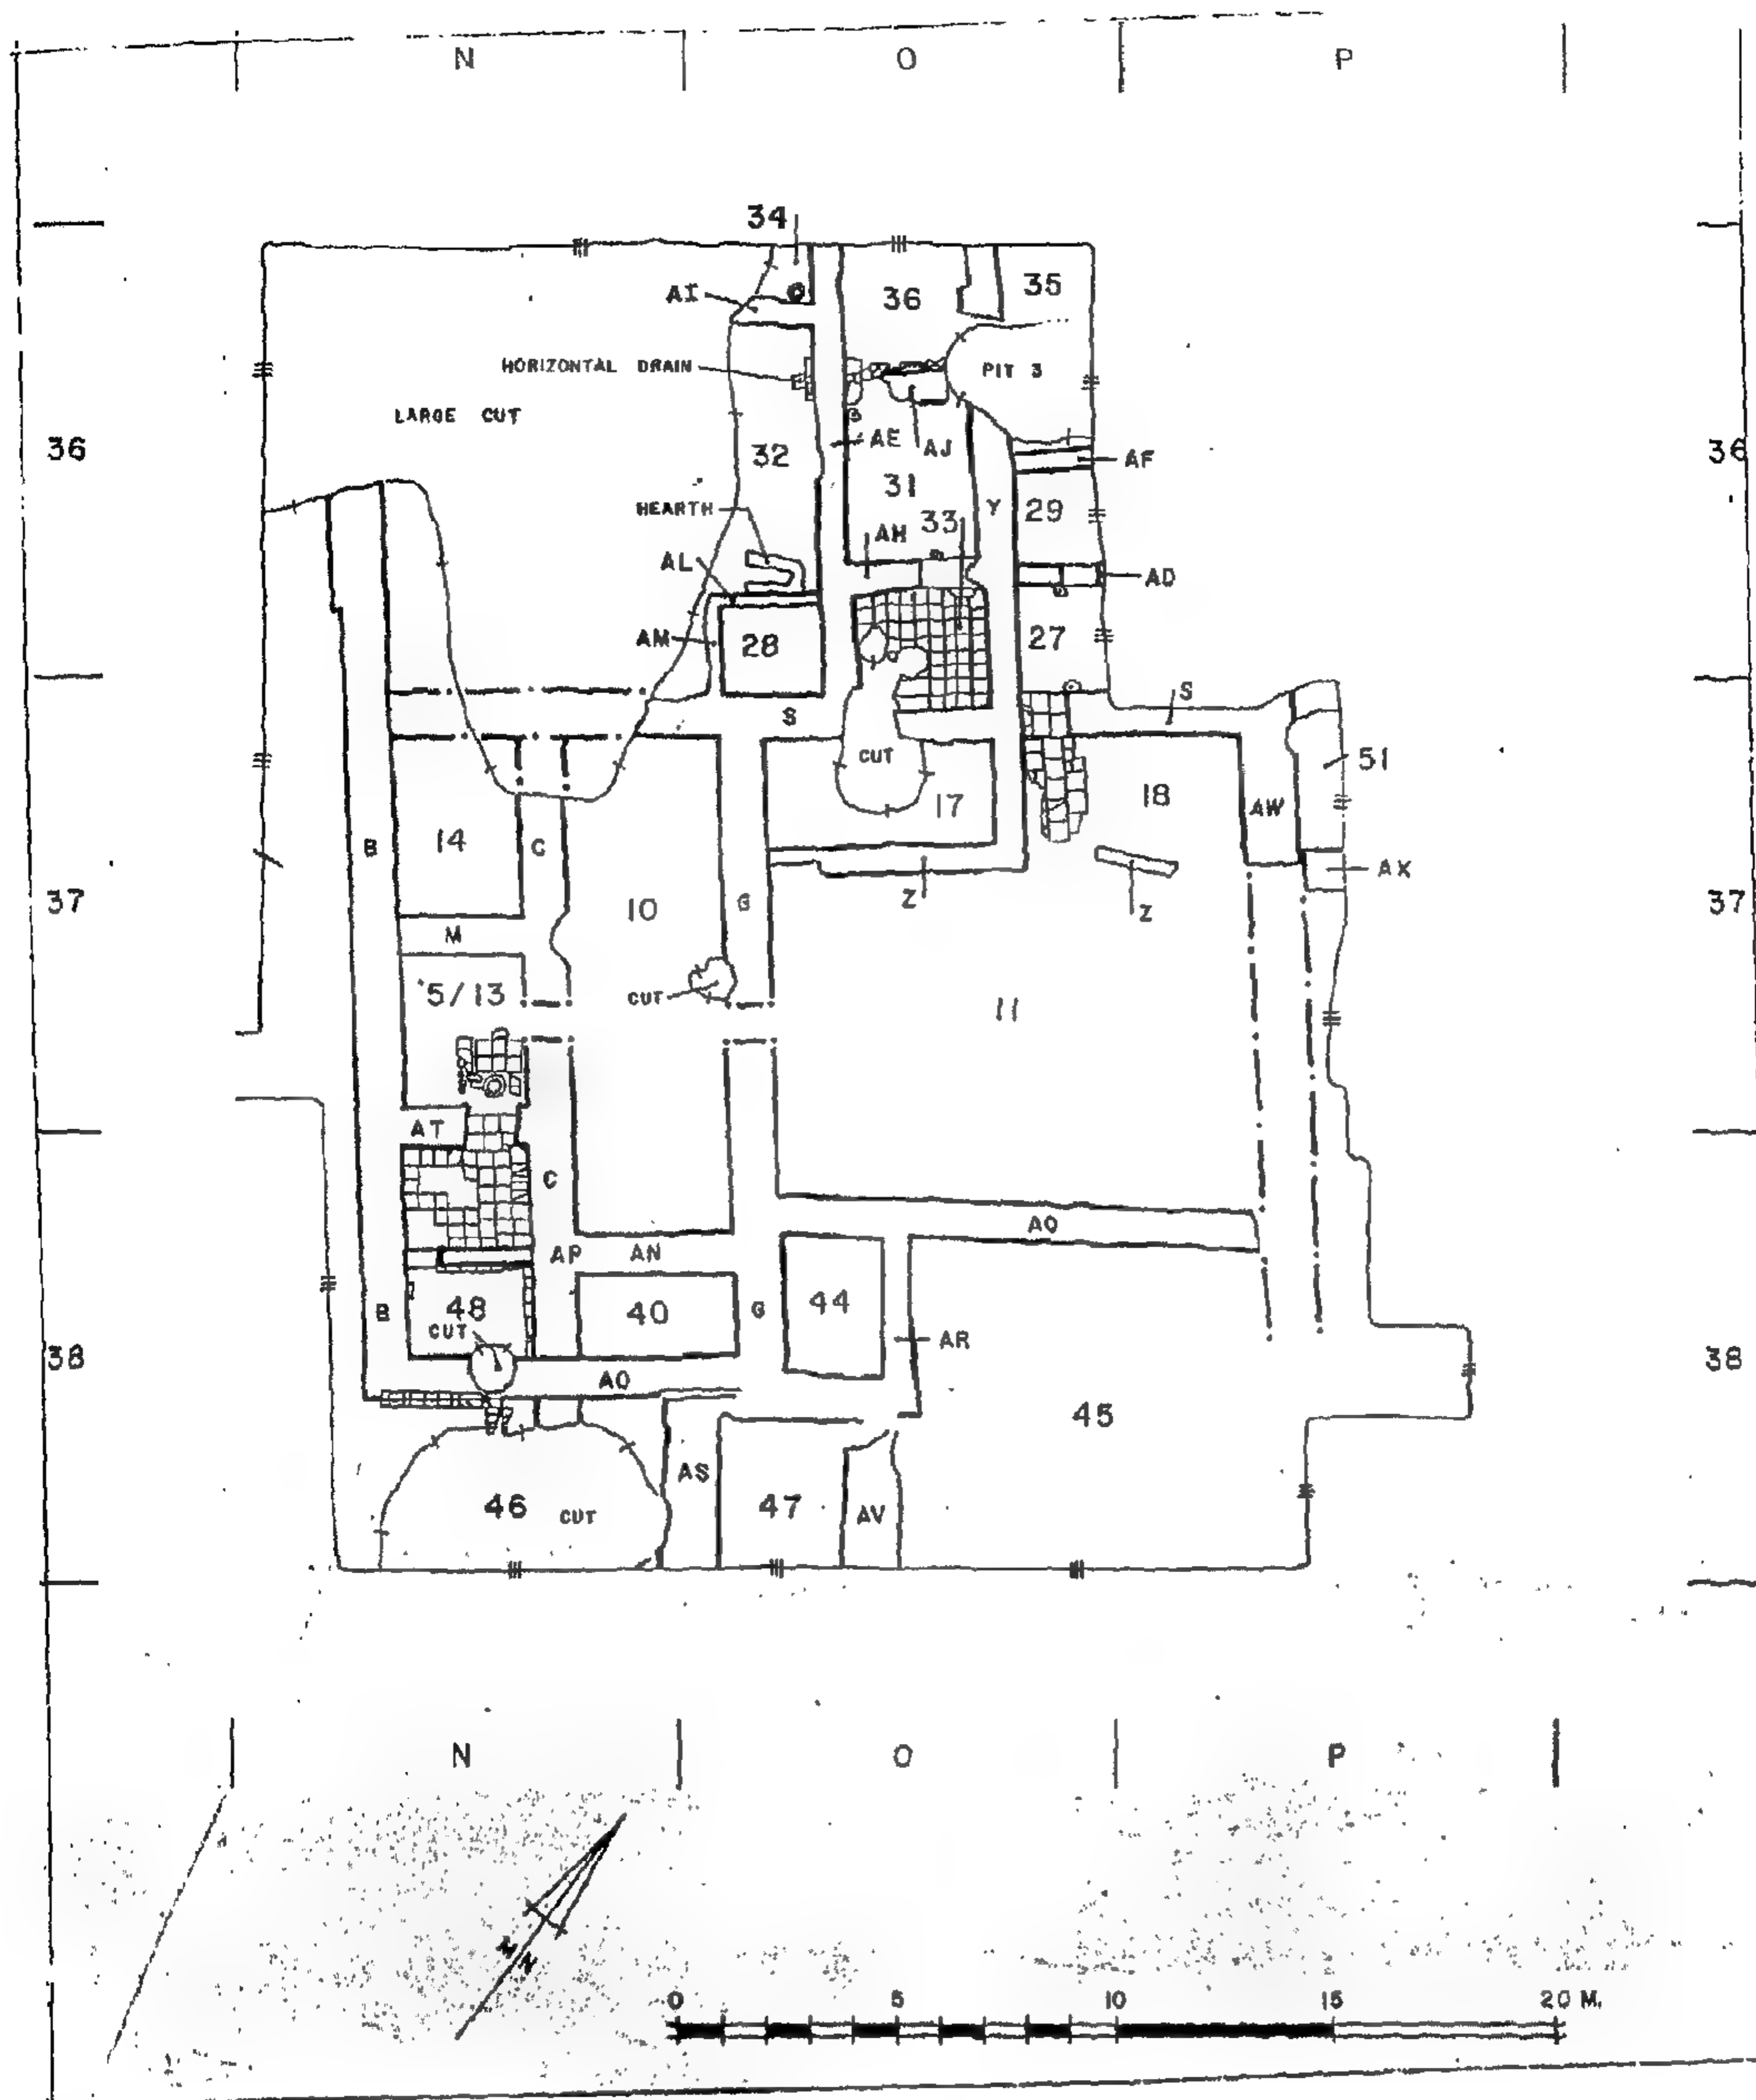 N O P
34
AI
36
35
HORIZONTAL DRAIN
PIT 3
LARGE CUT
36
36
32
AE
AJ
AF
31
HEARTH
33
Y
29
AH
AL
AD
AM
28
27
S
S
CUT
51
17
18
AW
14
B
C
AX
Z
Z
37
37
10
G
M
5/13
CUT
11
AT
C
AQ
AP
AN
B
48
CUT
40
G
44
AR
38
38
AO
45
AS
46
CUT
47
AV
N O P
MN
0 5 10 15 20 M.